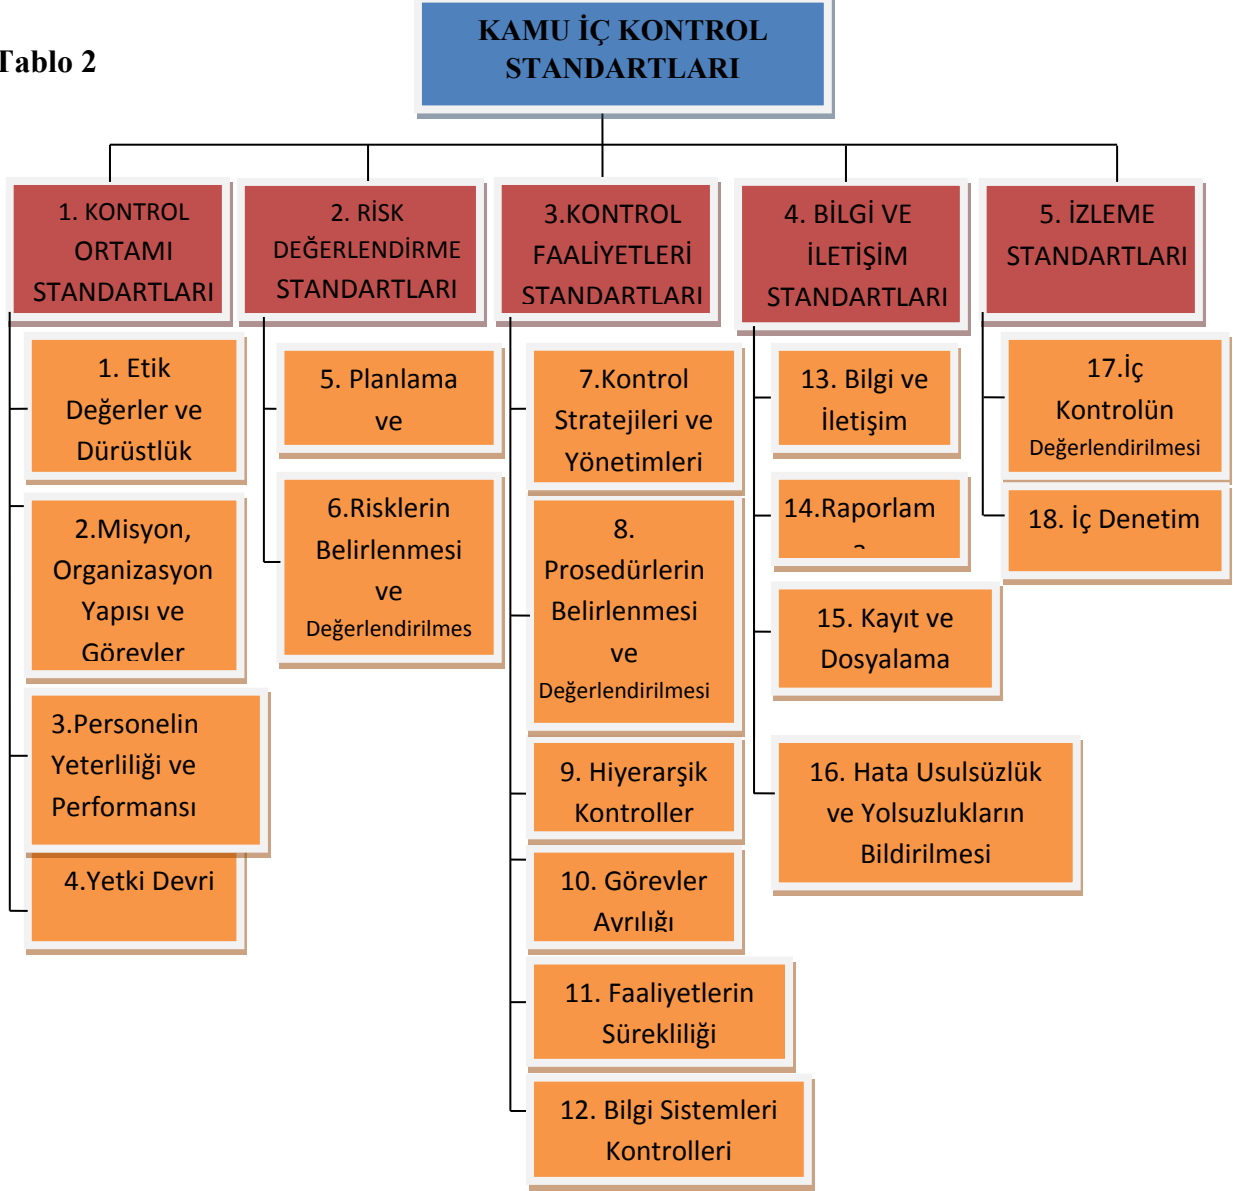 KAMU İÇ KONTROL
STANDARTLARI
Tablo 2
1. KONTROL
ORTAMI
STANDARTLARI
2. RİSK
DEĞERLENDİRME
STANDARTLARI
3.KONTROL
FAALİYETLERİ
STANDARTLARI
4. BİLGİ VE
İLETİŞİM
STANDARTLARI
5. İZLEME
STANDARTLARI
1. Etik
Değerler ve
Dürüstlük
2.Misyon,
Organizasyon
Yapısı ve
Görevler
3.Personelin
Yeterliliği ve
Performansı
4.Yetki Devri
5. Planlama
ve
6.Risklerin
Belirlenmesi
ve
Değerlendirilmes
7.Kontrol
Stratejileri ve
Yönetimleri
8.
Prosedürlerin
Belirlenmesi
ve
Değerlendirilmesi
9. Hiyerarşik
Kontroller
10. Görevler
Ayrılığı
11. Faaliyetlerin
Sürekliliği
12. Bilgi Sistemleri
Kontrolleri
13. Bilgi ve
İletişim
14.Raporlam
a
15. Kayıt ve
Dosyalama
16. Hata Usulsüzlük
ve Yolsuzlukların
Bildirilmesi
17.İç
Kontrolün
Değerlendirilmesi
18. İç Denetim